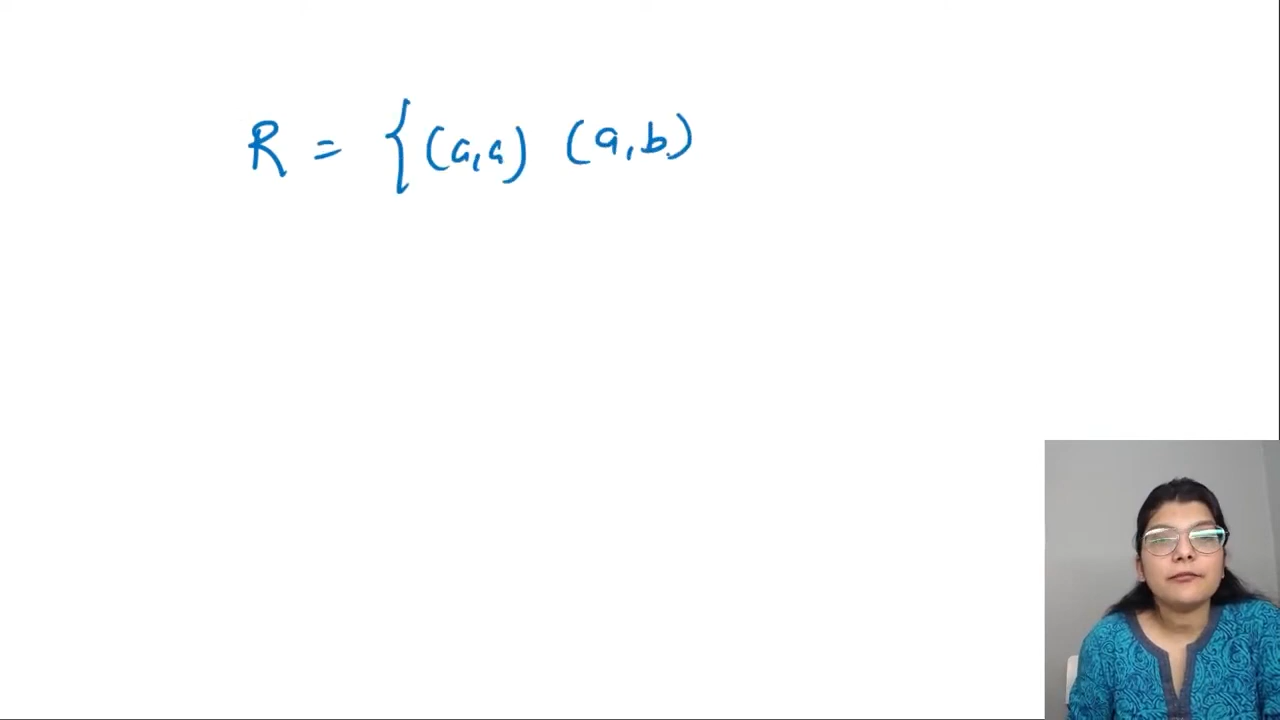 R = { (a,a) (a,b)